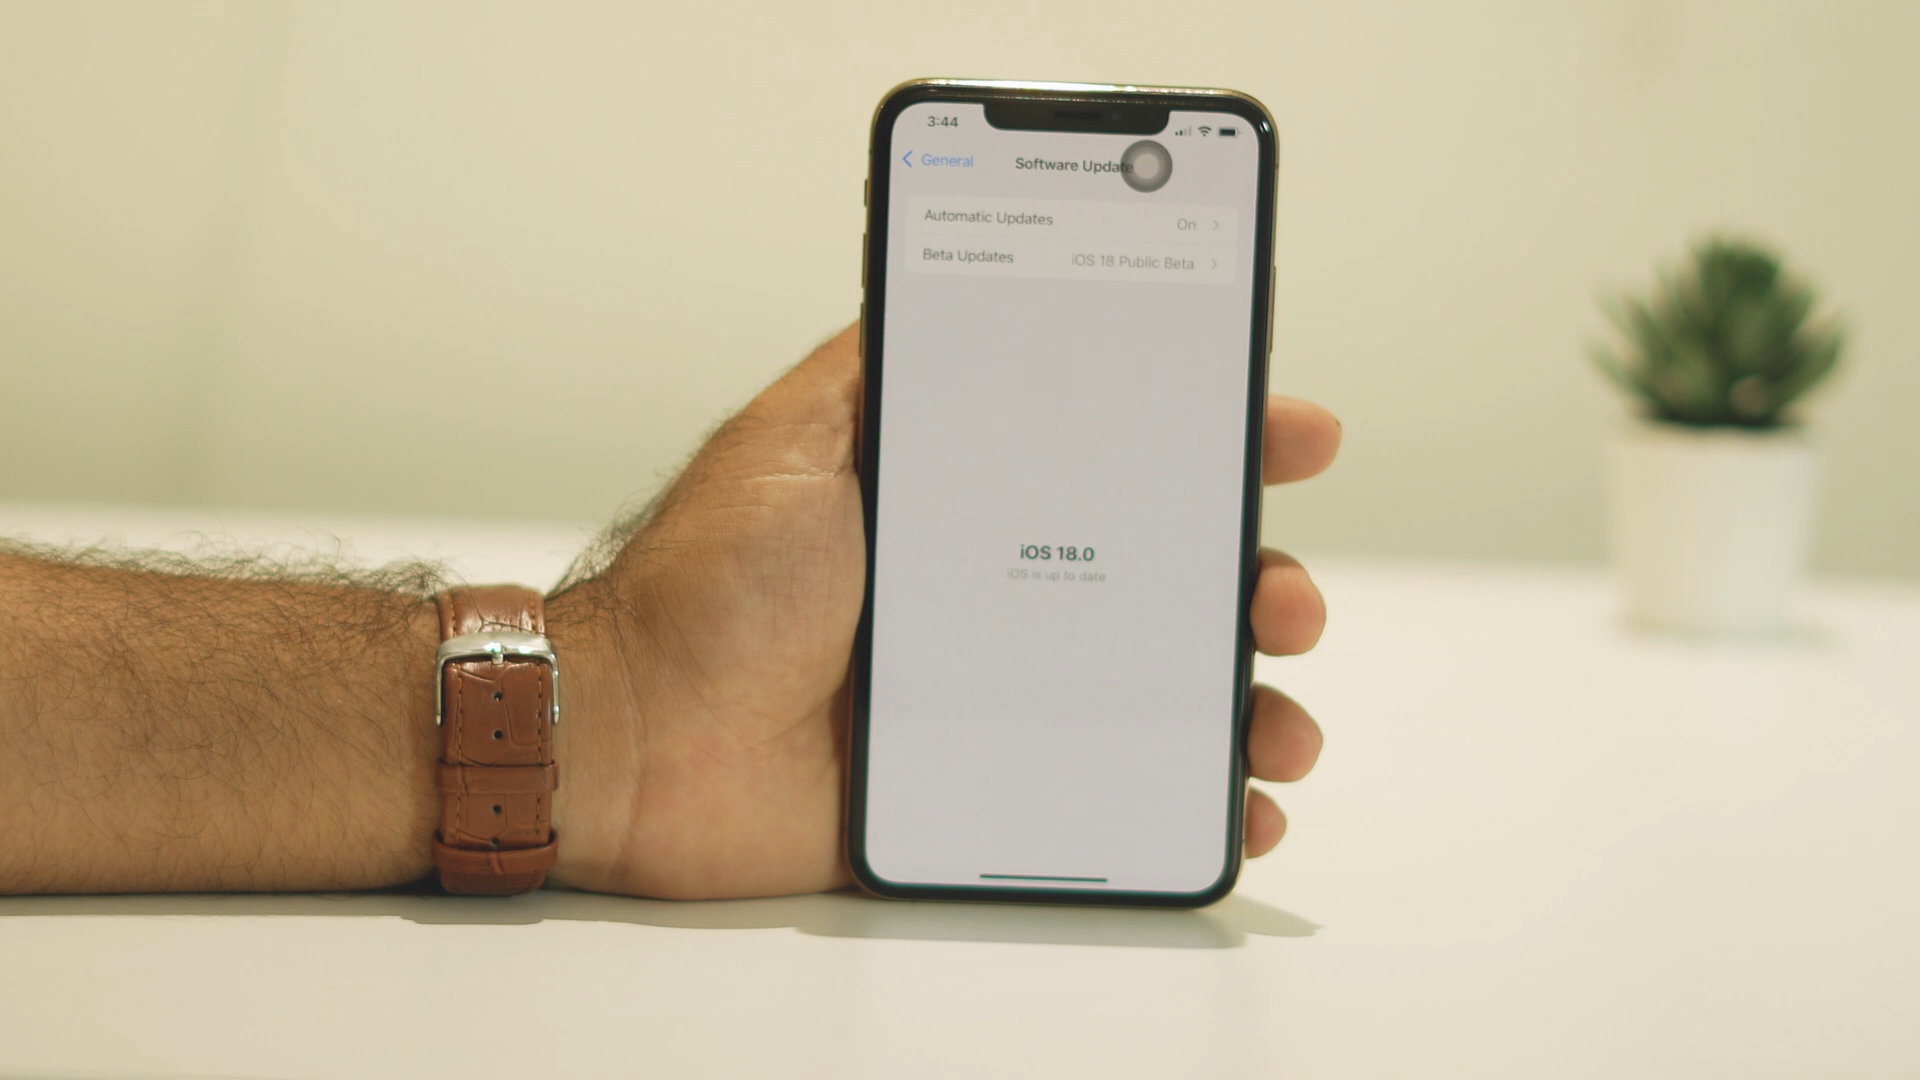 3:44
General
Software Update
Automatic Updates On
Beta Updates iOS 18 Public Beta
iOS 18.0
iOS is up to date